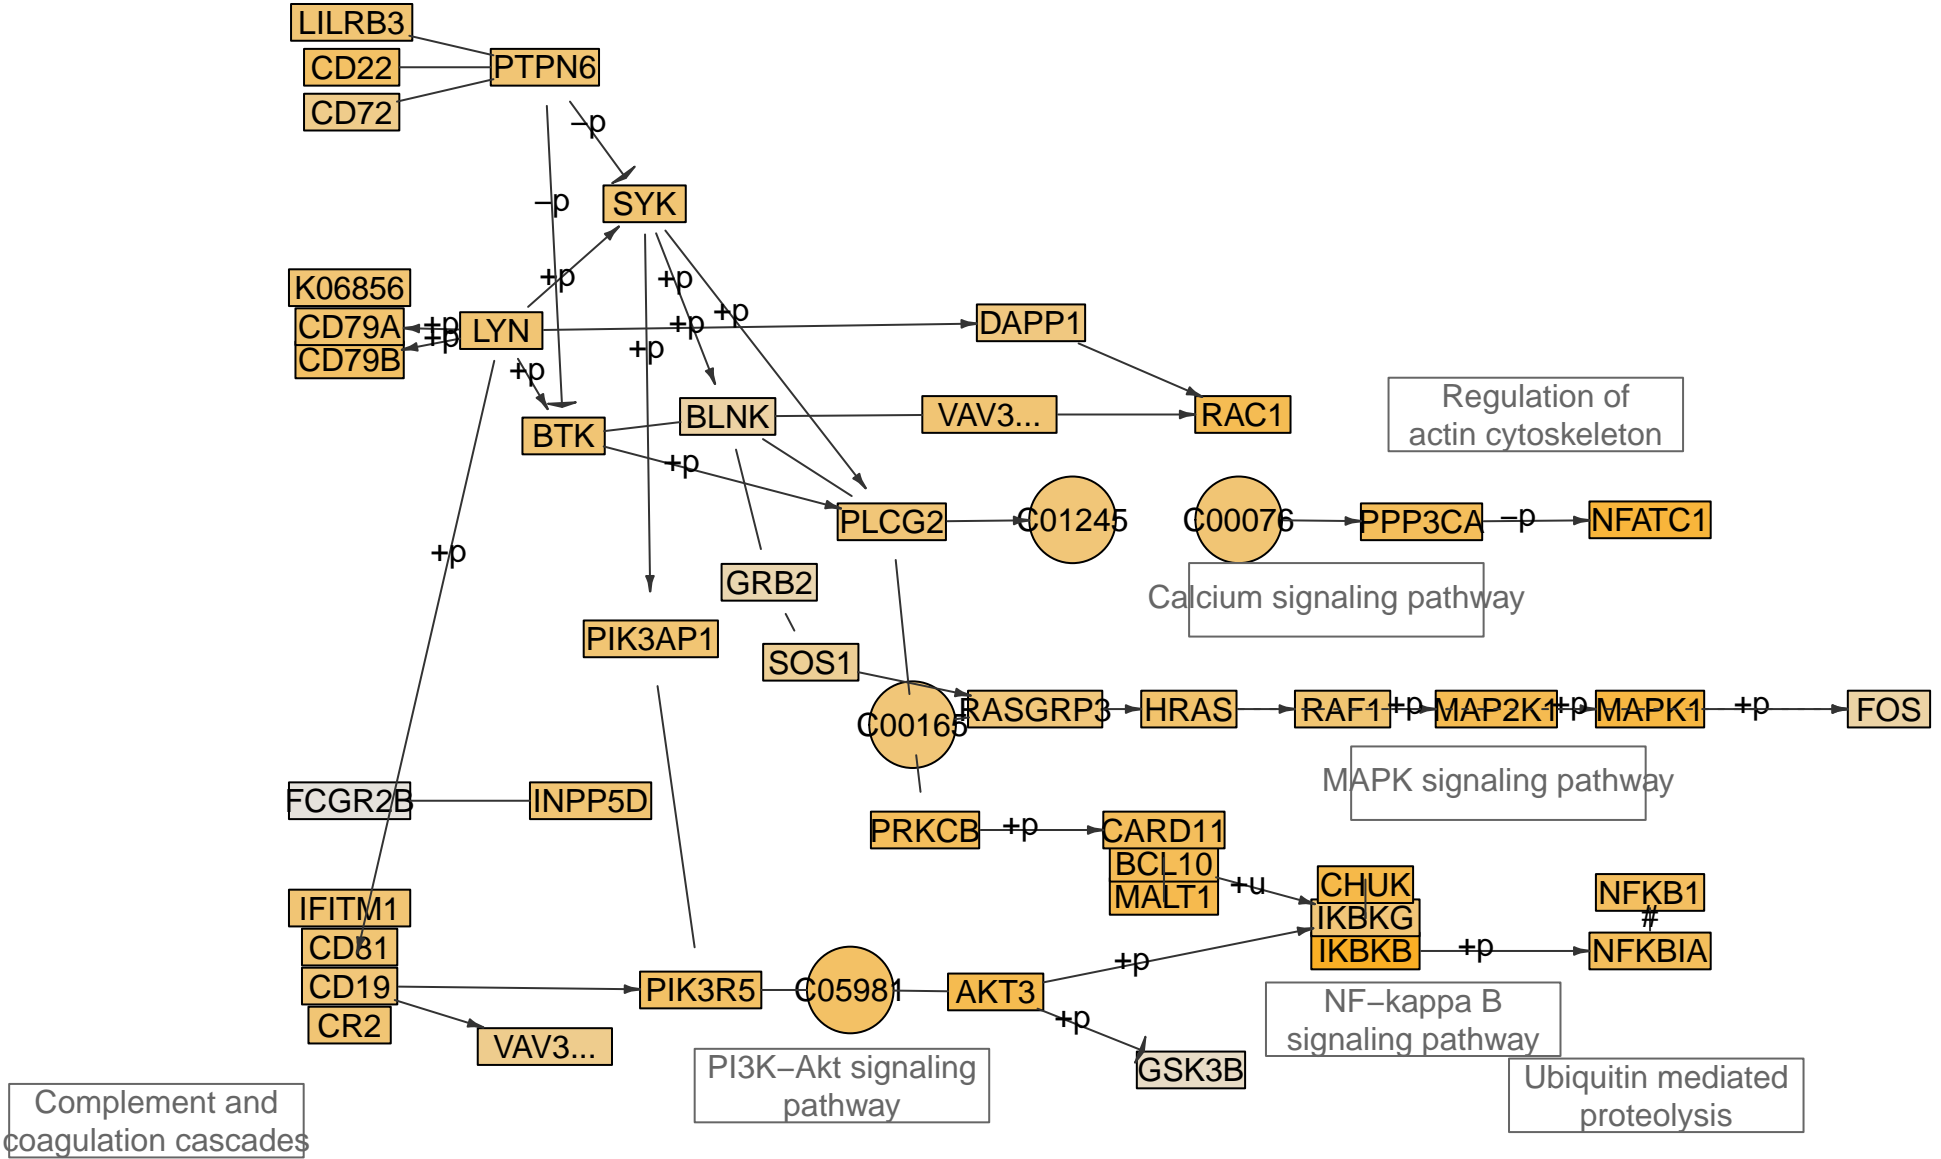 LILRB3
CD22
PTPN6
CD72
−p
SYK
−p
K06856
+p
+p
+p
CD79A
+p
LYN
+p
DAPP1
CD79B
+p
+p
+p
Regulation of
actin cytoskeleton
BTK
BLNK
VAV3...
RAC1
+p
PLCG2
C01245
C00076
PPP3CA
−p
NFATC1
+p
GRB2
Calcium signaling pathway
PIK3AP1
SOS1
C00165
RASGRP3
HRAS
RAF1
+p
MAP2K1
+p
MAPK1
+p
FOS
MAPK signaling pathway
FCGR2B
INPP5D
PRKCB
+p
CARD11
BCL10
MALT1
+u
CHUK
IKBKG
IKBKB
NFKB1
#
+p
NFKBIA
IFITM1
CD81
CD19
CR2
VAV3...
PIK3R5
C05981
AKT3
+p
+p
GSK3B
NF−kappa B
signaling pathway
PI3K−Akt signaling
pathway
Ubiquitin mediated
proteolysis
Complement and
coagulation cascades